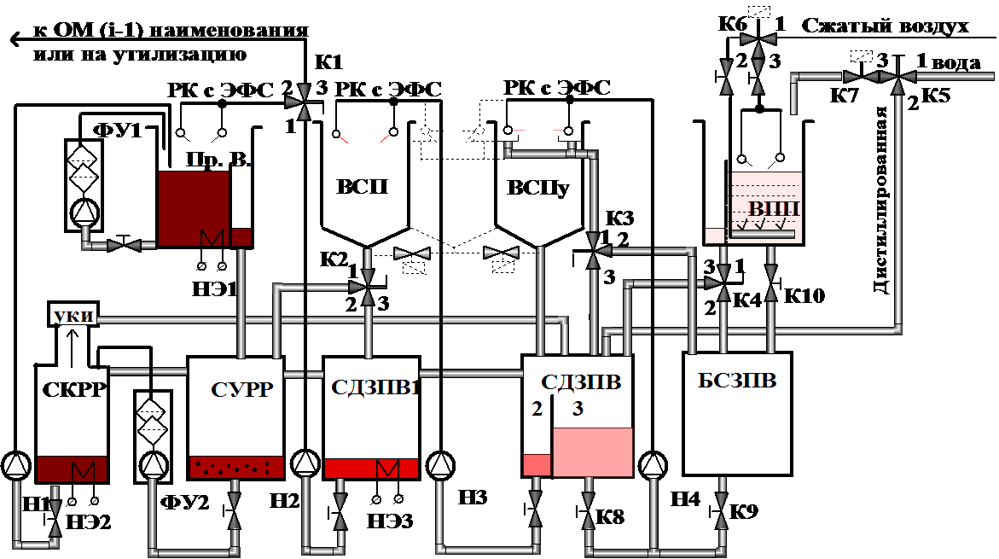 к ОМ (i-1) наименования
или на утилизацию
К6
1
Сжатый воздух
К1
2
3
2
3
3
1
вода
РК с ЭФС
РК с ЭФС
РК с ЭФС
К7
2
К5
1
ФУ1
Пр. В.
ВСП
ВСПу
ВПП
Дистиллированная
К3
1
2
К2
1
3
3
1
НЭ1
2
3
2
К4
К10
уки
СКРР
СУРР
СДЗПВ1
СДЗПВ
БСЗПВ
2
3
Н1
НЭ2
ФУ2
Н2
НЭ3
Н3
К8
Н4
К9